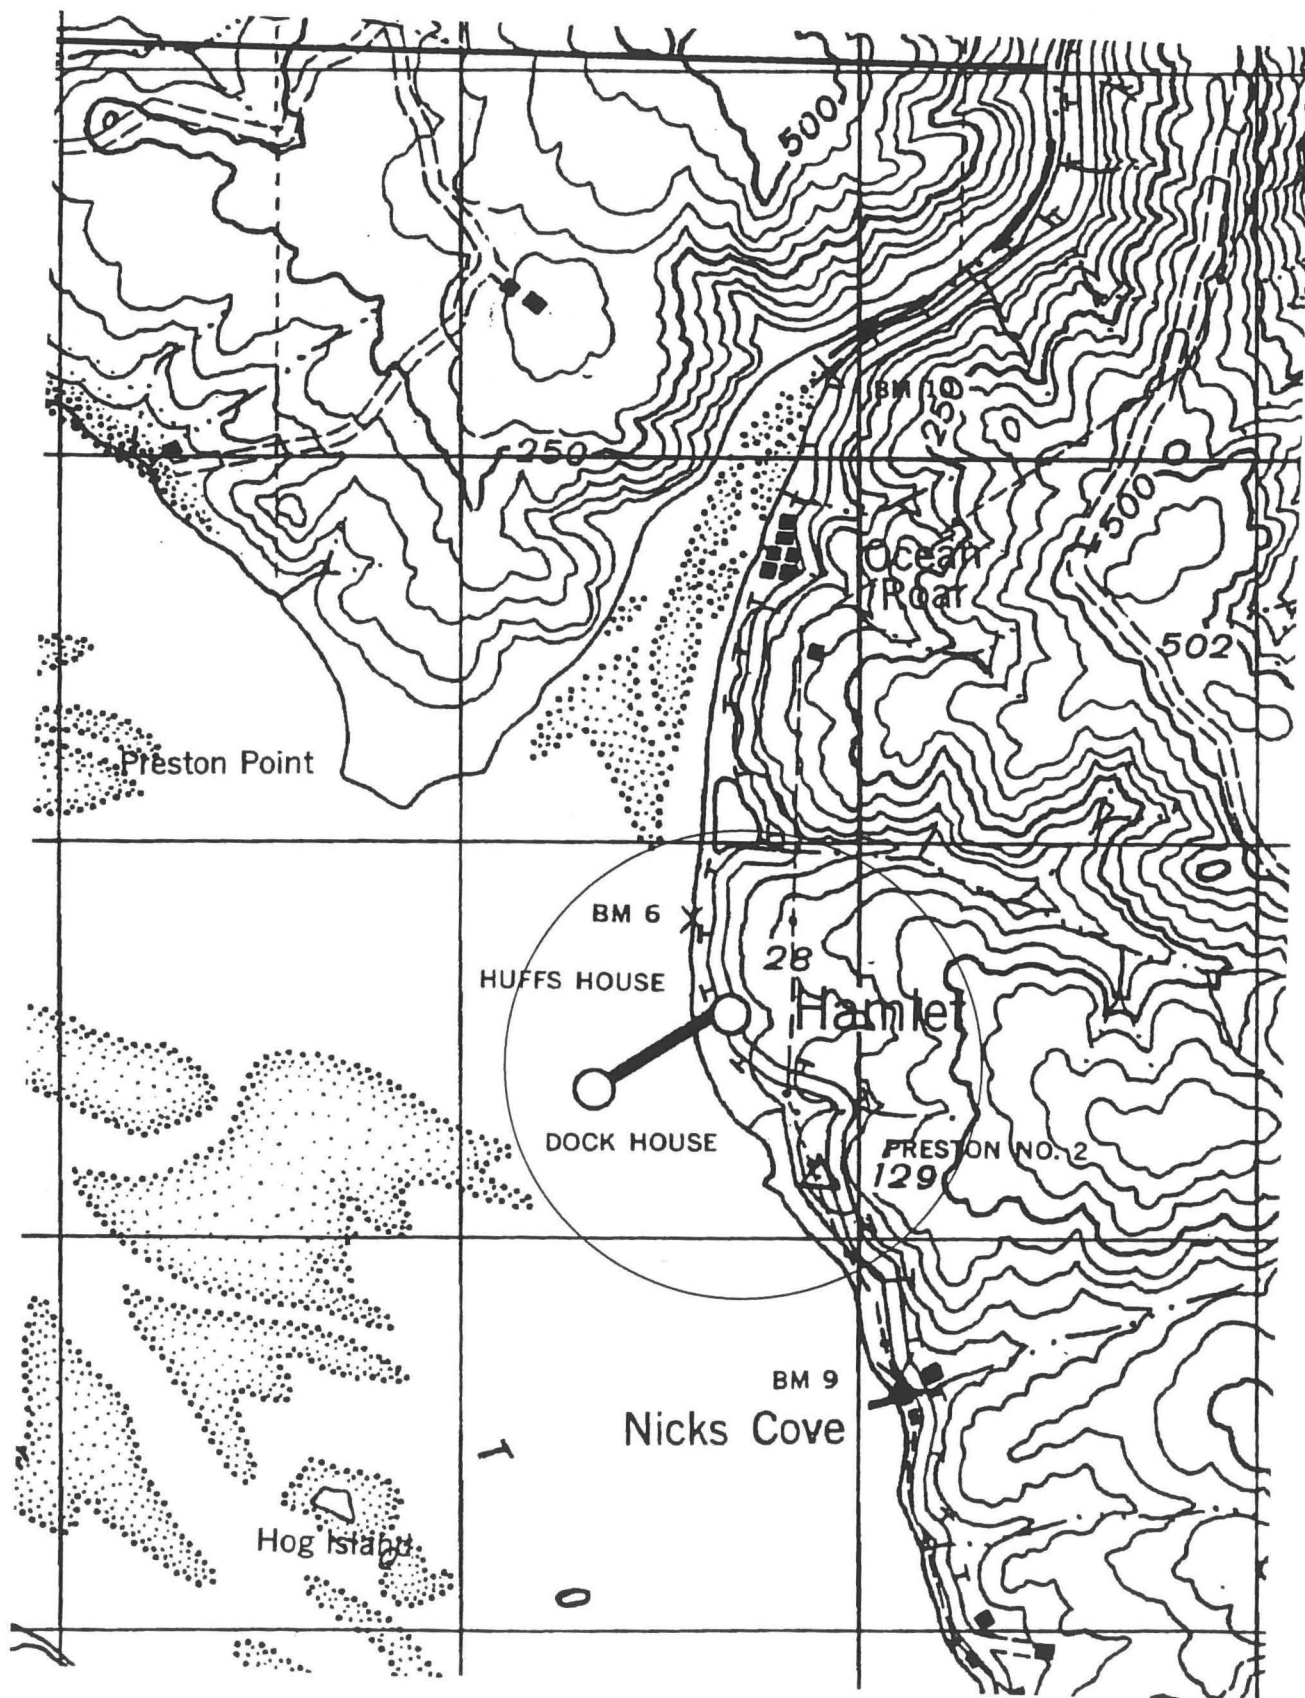 500
BM 10
250
250
500
Ocean
Roar
502
Preston Point
BM 6
28
HUFFS HOUSE
Hamlet
DOCK HOUSE
PRESTON NO. 2
129
BM 9
Nicks Cove
T
Hog Island
O